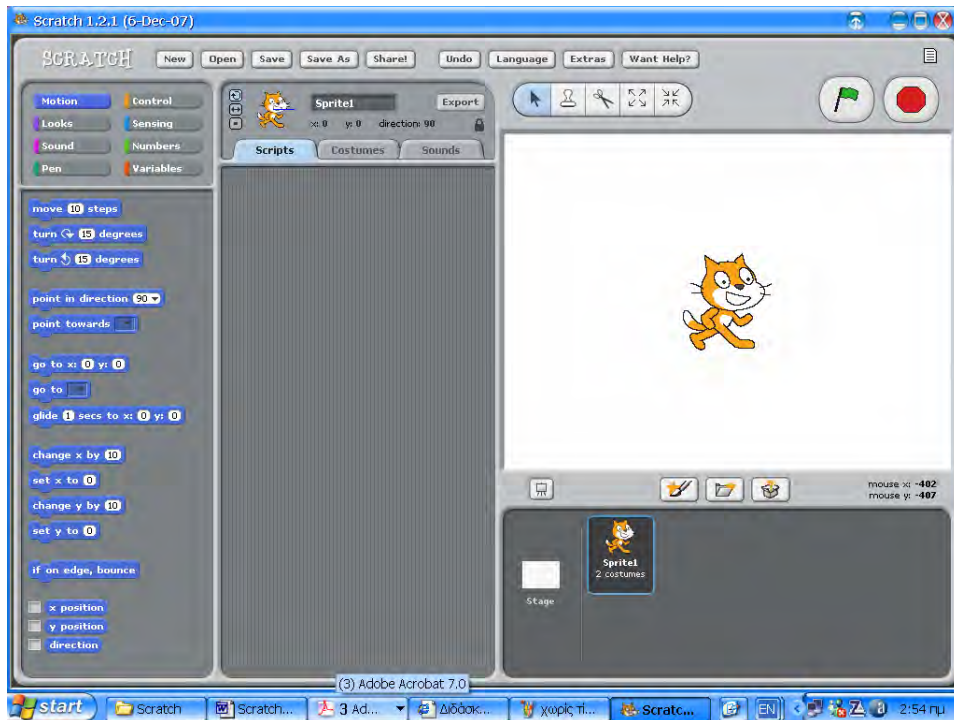 Scratch 1.2.1 (6-Dec-07)
SCRATCH New Open Save Save As Share! Undo Language Extras Want Help?
Motion Control
Looks Sensing
Sound Numbers
Pen Variables
Sprite1 Export
x: 0 y: 0 direction: 90
Scripts Costumes Sounds
move 10 steps
turn 15 degrees
turn 15 degrees
point in direction 90
point towards
go to x: 0 y: 0
go to
glide 1 secs to x: 0 y: 0
change x by 10
set x to 0
change y by 10
set y to 0
if on edge, bounce
x position
y position
direction
mouse x: -402
mouse y: -407
Sprite1
2 costumes
Stage
(3) Adobe Acrobat 7.0
start Scratch Scratch... 3 Ad... Διδάσκ... χωρίς τί... Scratc... EN 2:54 πμ